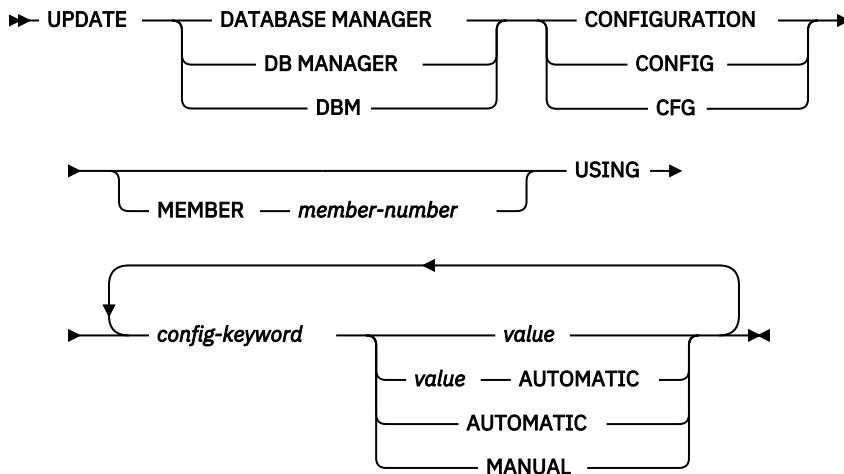 UPDATE DATABASE MANAGER CONFIGURATION
DB MANAGER CONFIG
DBM CFG
USING
MEMBER member-number
config-keyword value
value AUTOMATIC
AUTOMATIC
MANUAL